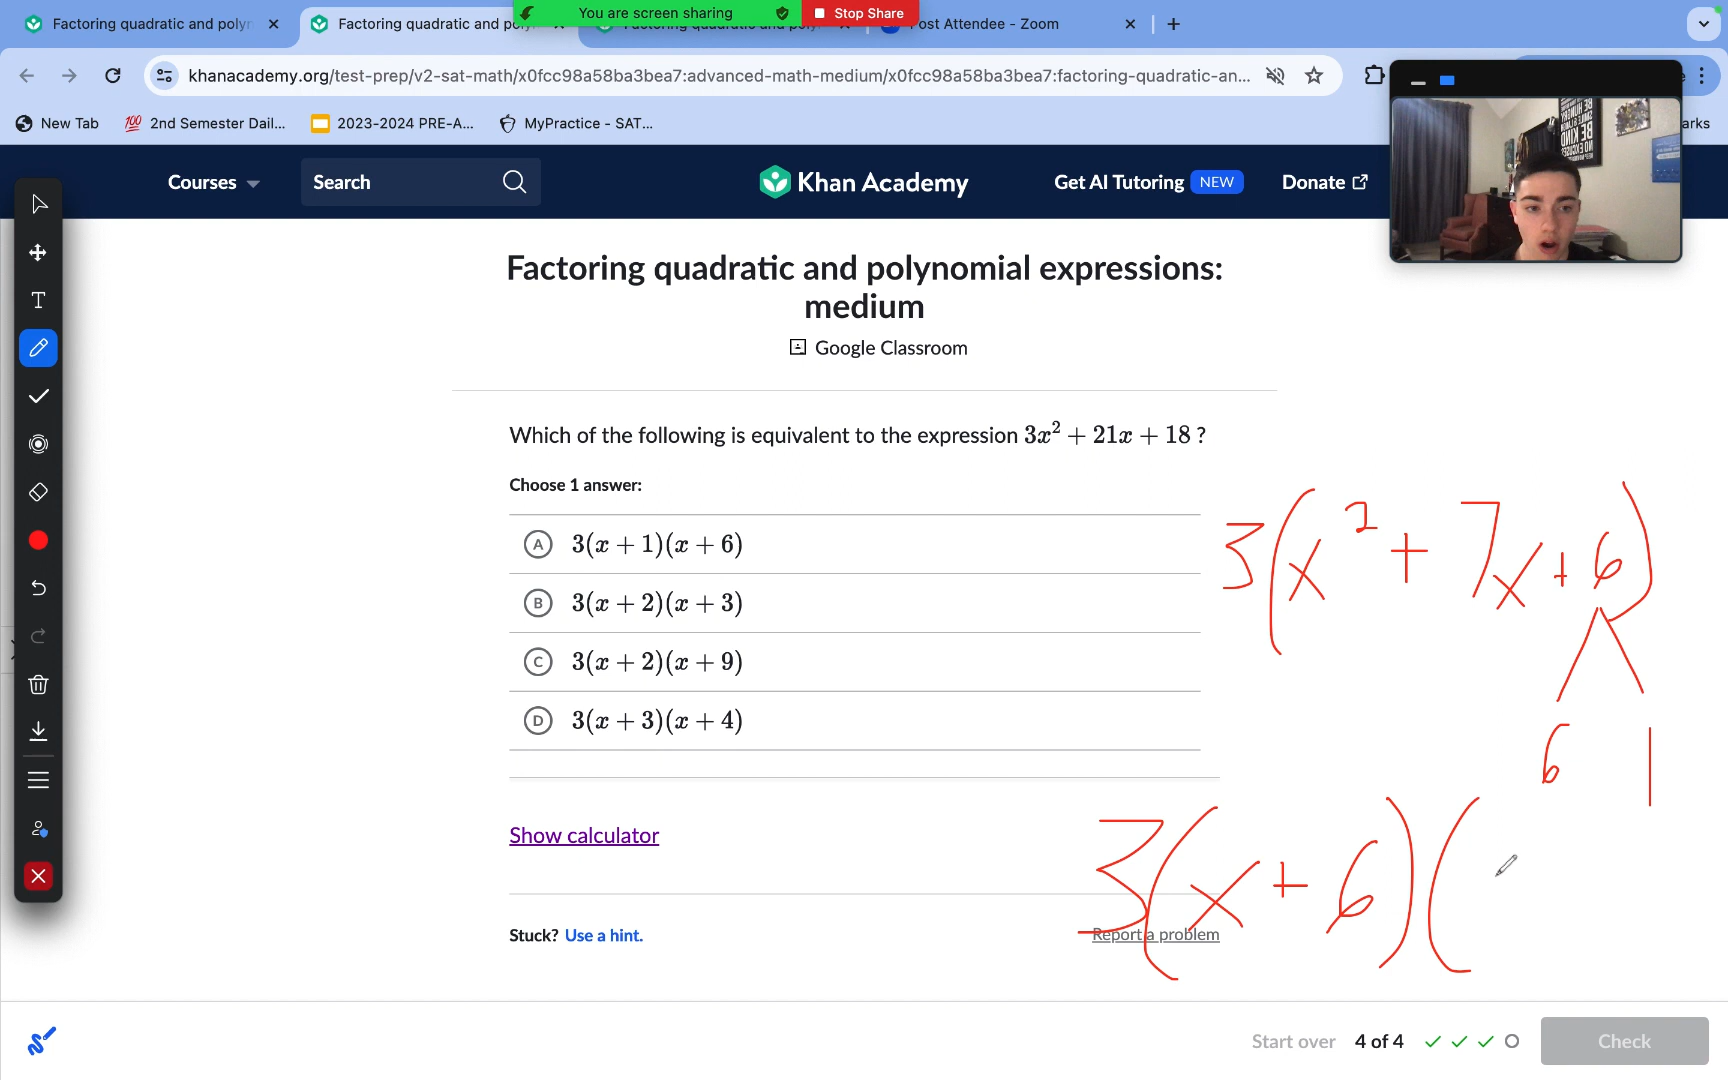 Factoring quadratic and polyn
Factoring quadratic and poly
You are screen sharing
Stop Share
Post Attendee - Zoom
khanacademy.org/test-prep/v2-sat-math/x0fcc98a58ba3bea7:advanced-math-medium/x0fcc98a58ba3bea7:factoring-quadratic-an...
New Tab
2nd Semester Dail...
2023-2024 PRE-A...
MyPractice - SAT...
arks
Courses
Search
Khan Academy
Get AI Tutoring NEW
Donate
BE KIND
NO EXCUSES
Factoring quadratic and polynomial expressions:
medium
Google Classroom
Which of the following is equivalent to the expression 3x² + 21x + 18 ?
Choose 1 answer:
A 3(x + 1)(x + 6)
B 3(x + 2)(x + 3)
C 3(x + 2)(x + 9)
D 3(x + 3)(x + 4)
3(x² + 7x + 6)
6 1
3(x + 6)(
Show calculator
Stuck? Use a hint.
Report a problem
Start over
4 of 4
Check